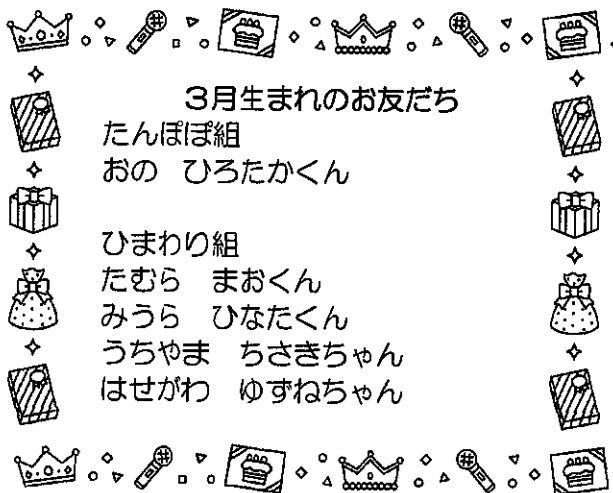 3月生まれのお友だち
たんぽぽ組
おの　ひろたかくん
ひまわり組
たむら　まおくん
みうら　ひなたくん
うちやま　ちさきちゃん
はせがわ　ゆずねちゃん